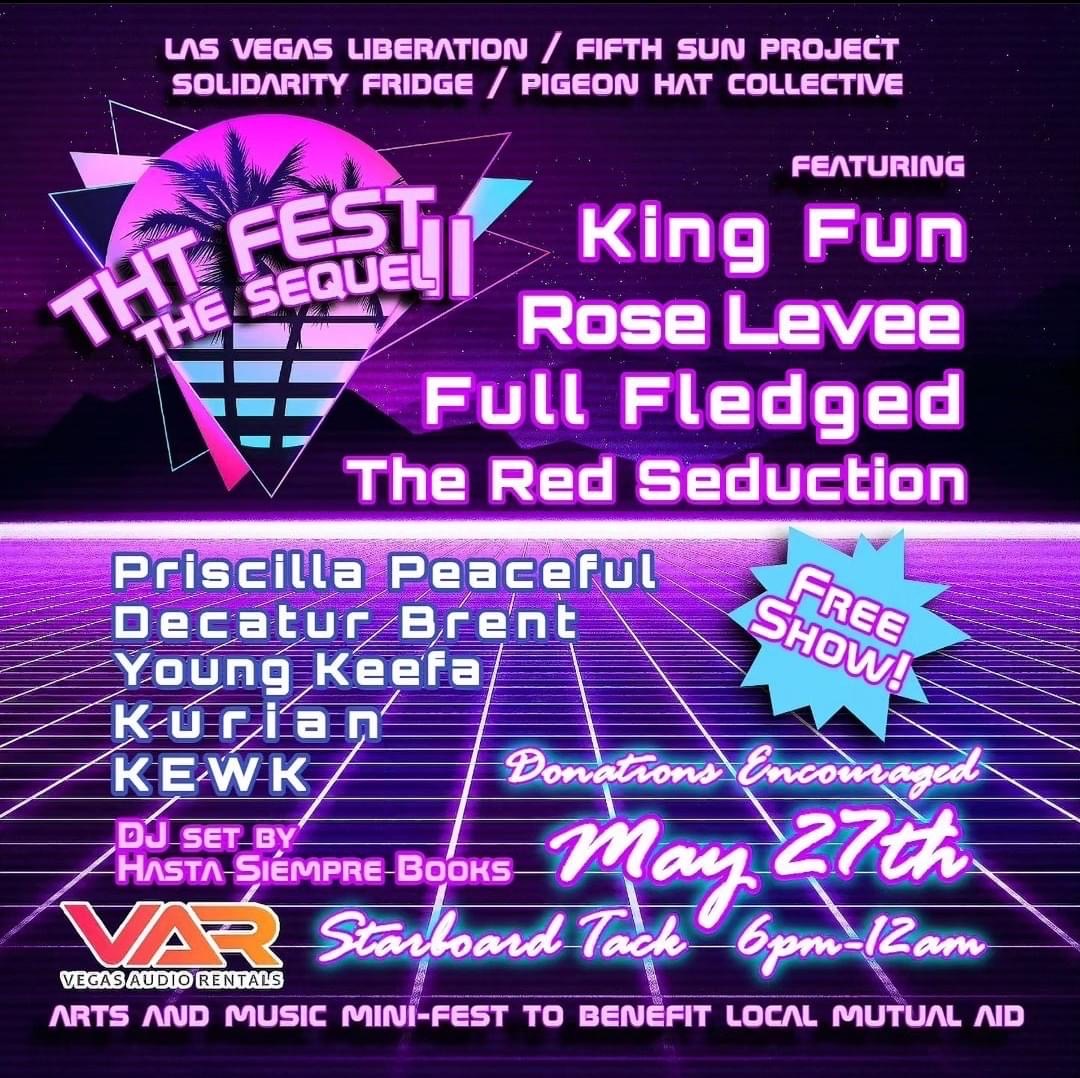 LAS VEGAS LIBERATION / FIFTH SUN PROJECT
SOLIDARITY FRIDGE / PIGEON HAT COLLECTIVE
THT FEST II
THE SEQUEL
FEATURING
King Fun
Rose Levee
Full Fledged
The Red Seduction
Priscilla Peaceful
Decatur Brent
Young Keefa
Kurian
KEWK
FREE
SHOW!
Donations Encouraged
DJ SET BY
HASTA SIEMPRE BOOKS
May 27th
VAR
VEGAS AUDIO RENTALS
Starboard Tack 6pm-12am
ARTS AND MUSIC MINI-FEST TO BENEFIT LOCAL MUTUAL AID